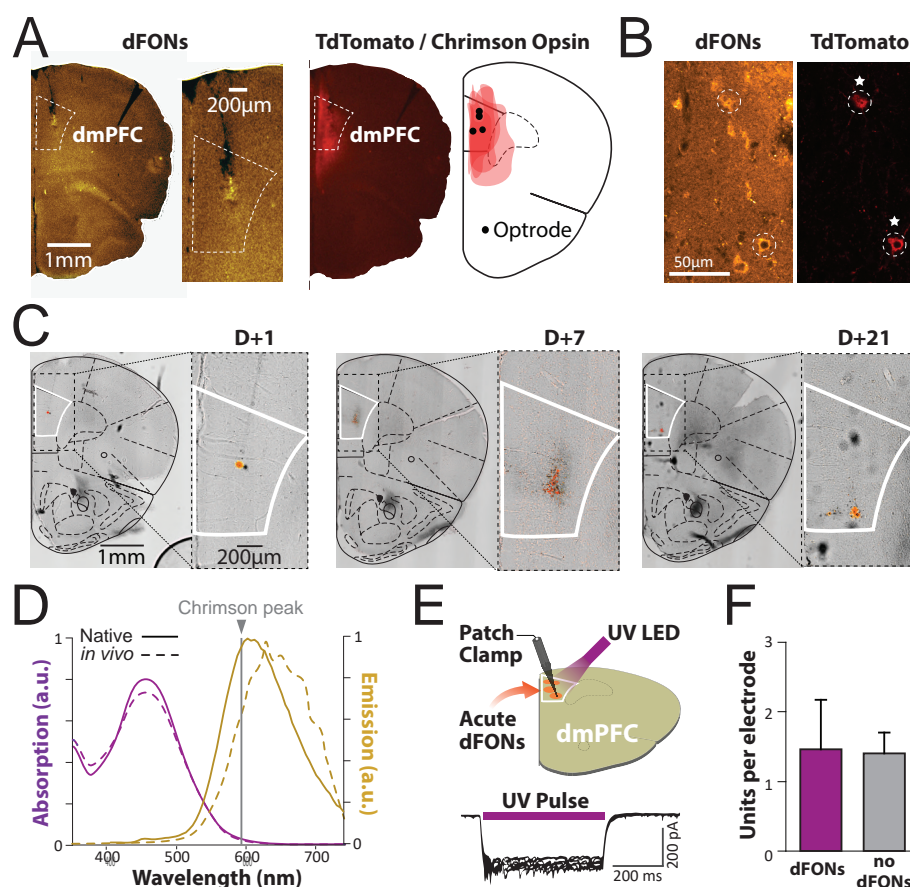 A
dFONs
TdTomato / Chrimson Opsin
200μm
dmPFC
dmPFC
Optrode
1mm
B
dFONs
TdTomato
50μm
C
D+1
D+7
D+21
1mm
200μm
D
Chrimson peak
Native
in vivo
1
1
Absorption (a.u.)
Emission (a.u.)
0
0
400
500
600
700
Wavelength (nm)
E
Patch
Clamp
UV LED
Acute
dFONs
dmPFC
UV Pulse
200 pA
200 ms
F
3
2
1
0
Units per electrode
dFONs
no
dFONs